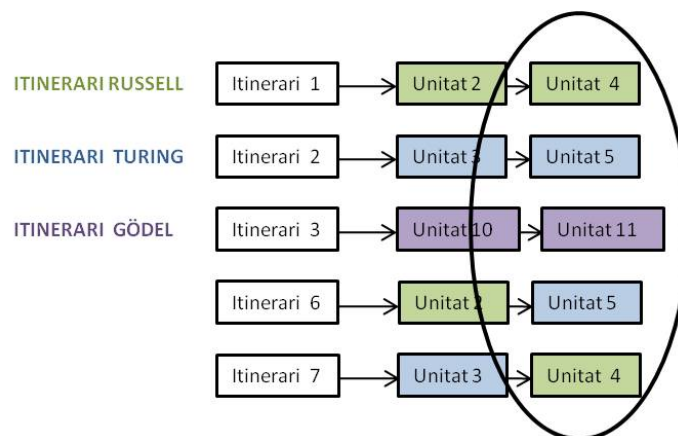 ITINERARI RUSSELL Itinerari 1 Unitat 2 Unitat 4
ITINERARI TURING Itinerari 2 Unitat 3 Unitat 5
ITINERARI GÖDEL Itinerari 3 Unitat 10 Unitat 11
Itinerari 6 Unitat 2 Unitat 5
Itinerari 7 Unitat 3 Unitat 4